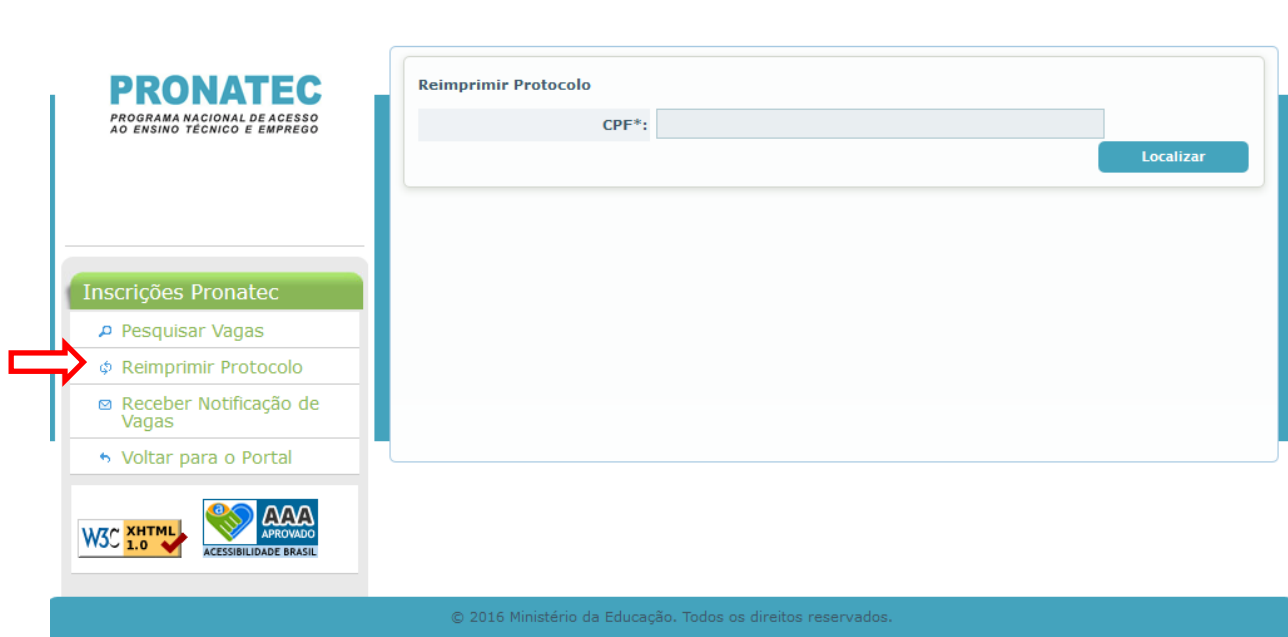 PRONATEC
PROGRAMA NACIONAL DE ACESSO
AO ENSINO TÉCNICO E EMPREGO
Reimprimir Protocolo
CPF*:
Localizar
Inscrições Pronatec
Pesquisar Vagas
Reimprimir Protocolo
Receber Notificação de
Vagas
Voltar para o Portal
W3C XHTML
1.0
a
AAA
APROVADO
ACESSIBILIDADE BRASIL
© 2016 Ministério da Educação. Todos os direitos reservados.